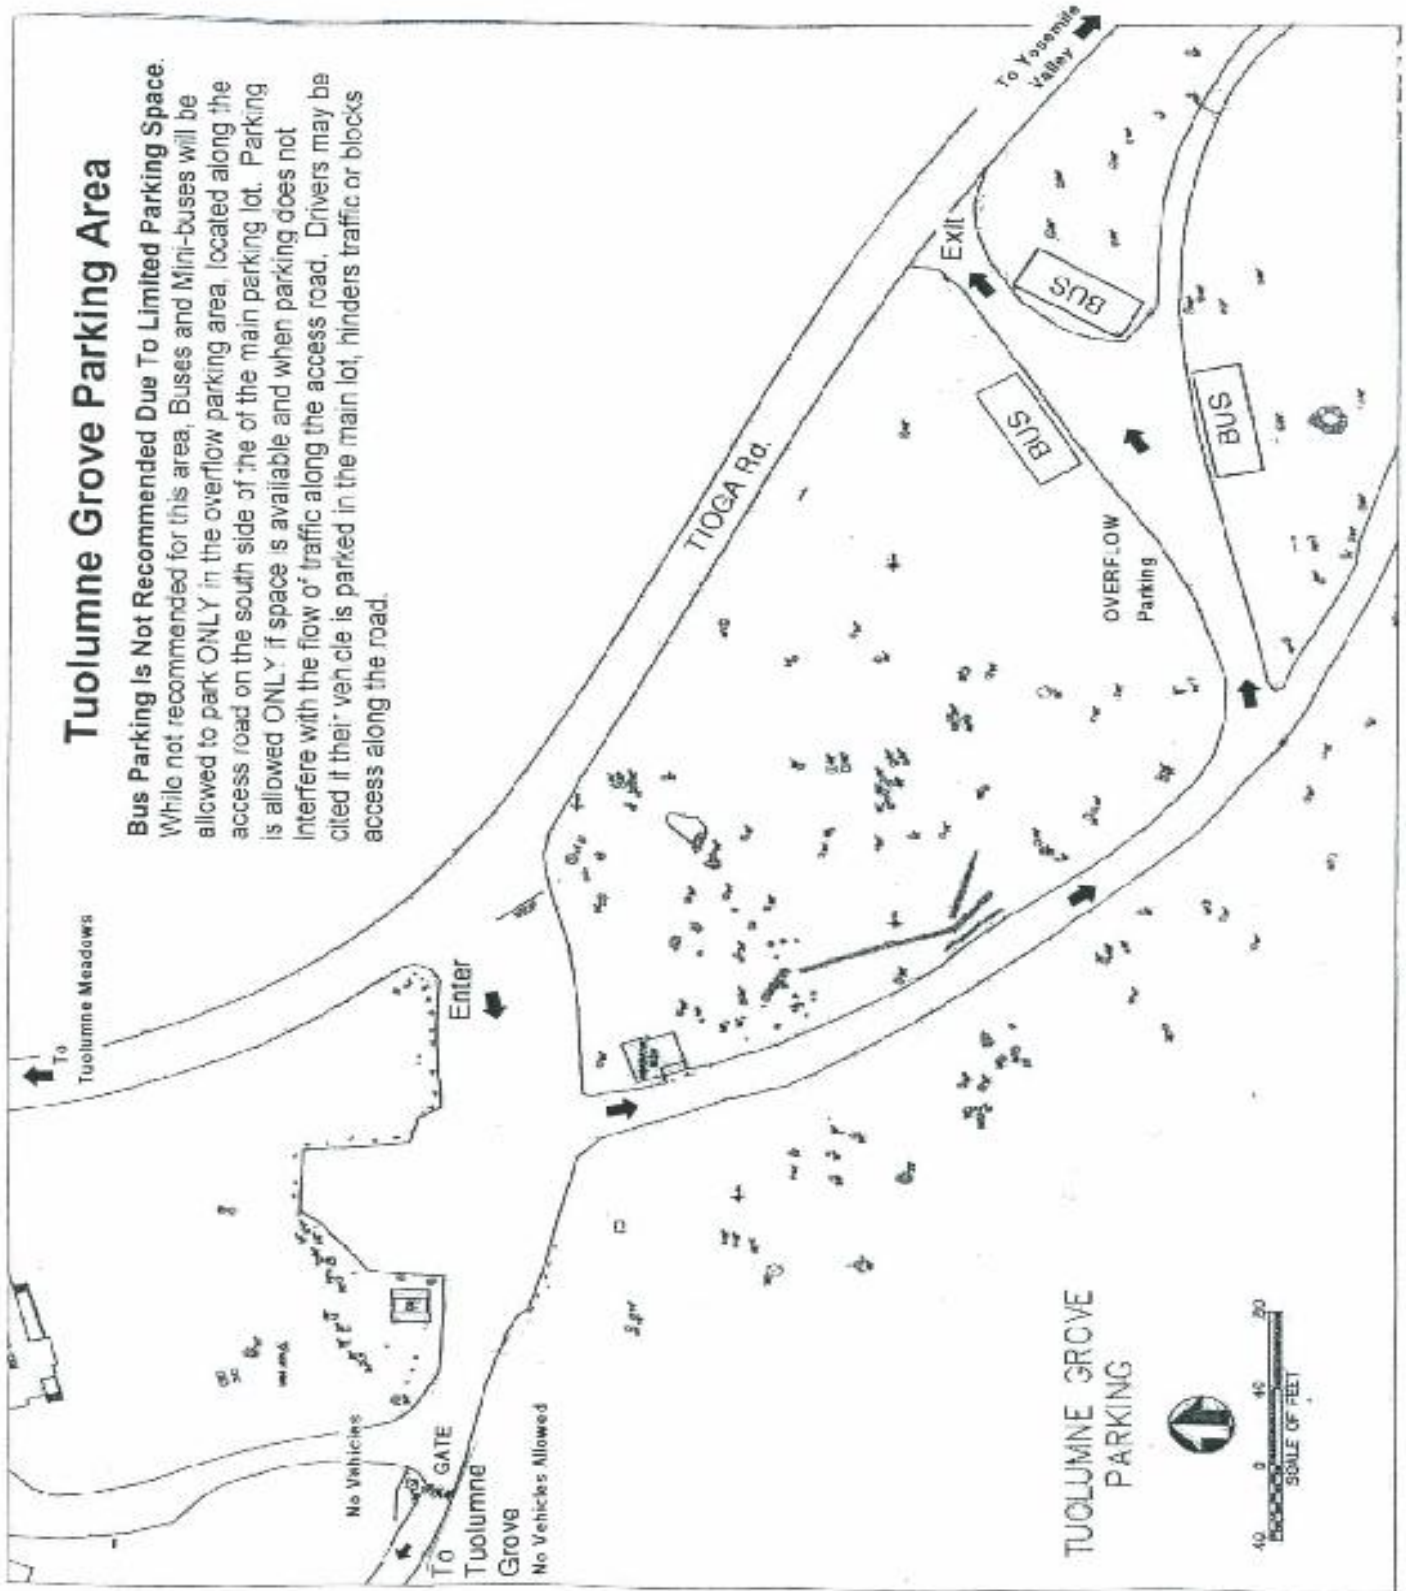 Tuolumne Grove Parking Area
Bus Parking Is Not Recommended Due To Limited Parking Space.
While not recommended for this area, Buses and Mini-buses will be
allowed to park ONLY in the overflow parking area, located along the
access road on the south side of the of the main parking lot. Parking
is allowed ONLY if space is available and when parking does not
interfere with the flow of traffic along the access road. Drivers may be
cited if their vehicle is parked in the main lot, hinders traffic or blocks
access along the road.
To
Tuolumne Meadows
To Yosemite
Valley
Enter
TIOGA Rd.
Exit
BUS
BUS
BUS
OVERFLOW
Parking
No Vehicles
GATE
To
Tuolumne
Grove
No Vehicles Allowed
TUOLUMNE GROVE
PARKING
40 0 40 80
SCALE OF FEET